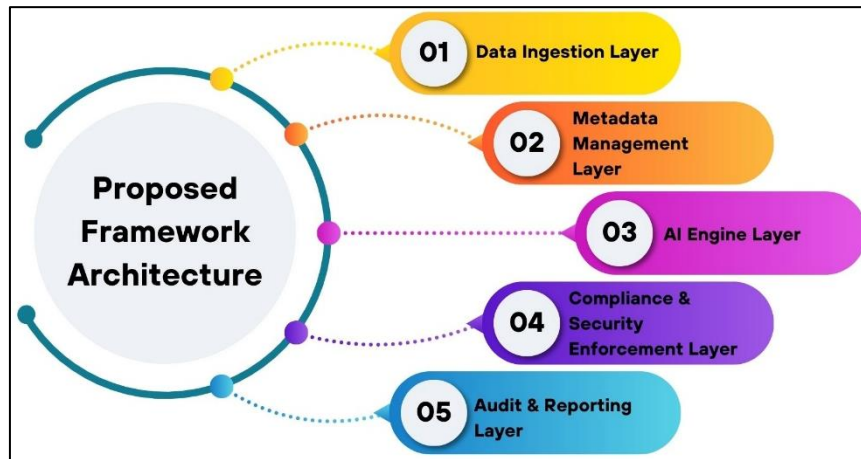 Proposed
Framework
Architecture
01
Data Ingestion Layer
02
Metadata
Management
Layer
03
AI Engine Layer
04
Compliance &
Security
Enforcement Layer
05
Audit & Reporting
Layer